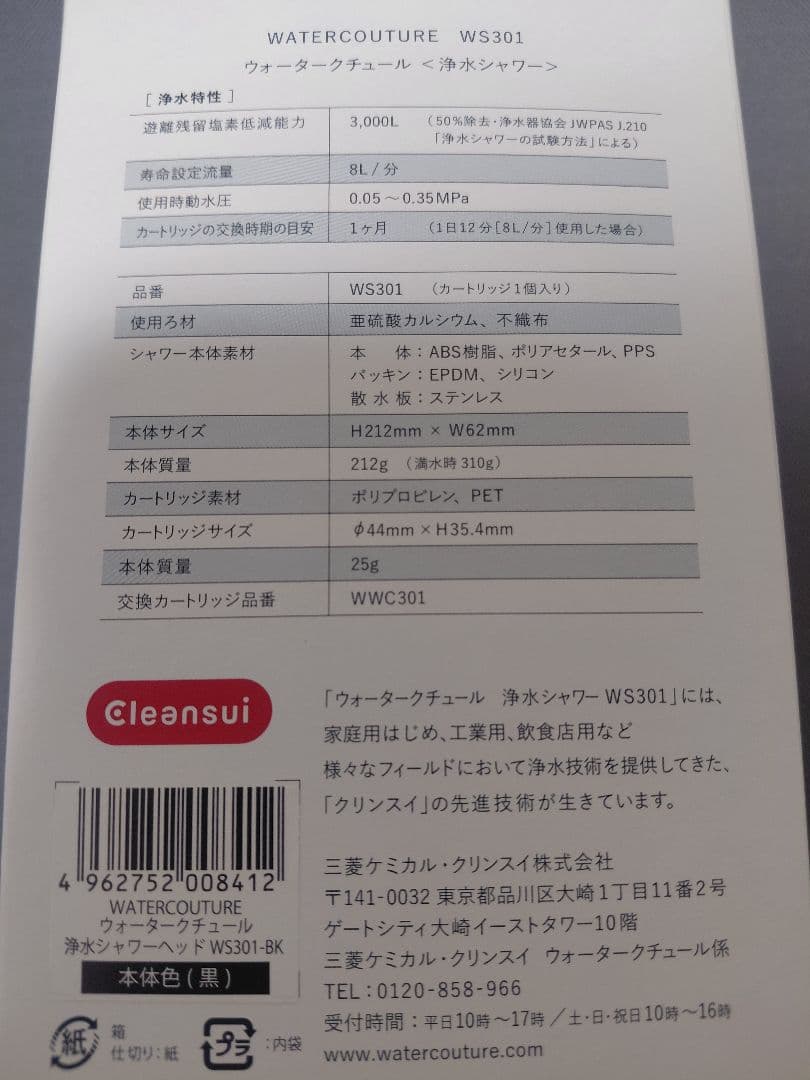 WATERCOUTURE WS301
ウォータークチュール <浄水シャワー>
[ 浄水特性 ]
遊離残留塩素低減能力 3,000L (50%除去・浄水器協会 JWPAS J.210
「浄水シャワーの試験方法」による)
寿命設定流量 8L / 分
使用時動水圧 0.05 ～ 0.35MPa
カートリッジの交換時期の目安 1ヶ月 (1日12分[8L/分]使用した場合)
品番 WS301 (カートリッジ1個入り)
使用ろ材 亜硫酸カルシウム、不織布
シャワー本体素材 本 体:ABS樹脂、ポリアセタール、PPS
パッキン:EPDM、シリコン
散水板:ステンレス
本体サイズ H212mm × W62mm
本体質量 212g (満水時 310g)
カートリッジ素材 ポリプロピレン、PET
カートリッジサイズ φ44mm × H35.4mm
本体質量 25g
交換カートリッジ品番 WWC301
Cleansui
「ウォータークチュール 浄水シャワー WS301」には、
家庭用はじめ、工業用、飲食店用など
様々なフィールドにおいて浄水技術を提供してきた、
「クリンスイ」の先進技術が生きています。
4 962752 008412
WATERCOUTURE
ウォータークチュール
浄水シャワーヘッド WS301-BK
本体色(黒)
三菱ケミカル・クリンスイ株式会社
〒141-0032 東京都品川区大崎1丁目11番2号
ゲートシティ大崎イーストタワー10階
三菱ケミカル・クリンスイ ウォータークチュール係
TEL:0120-858-966
受付時間:平日10時～17時 / 土・日・祝日10時～16時
www.watercouture.com
紙
箱
仕切り:紙
プラ
:内袋